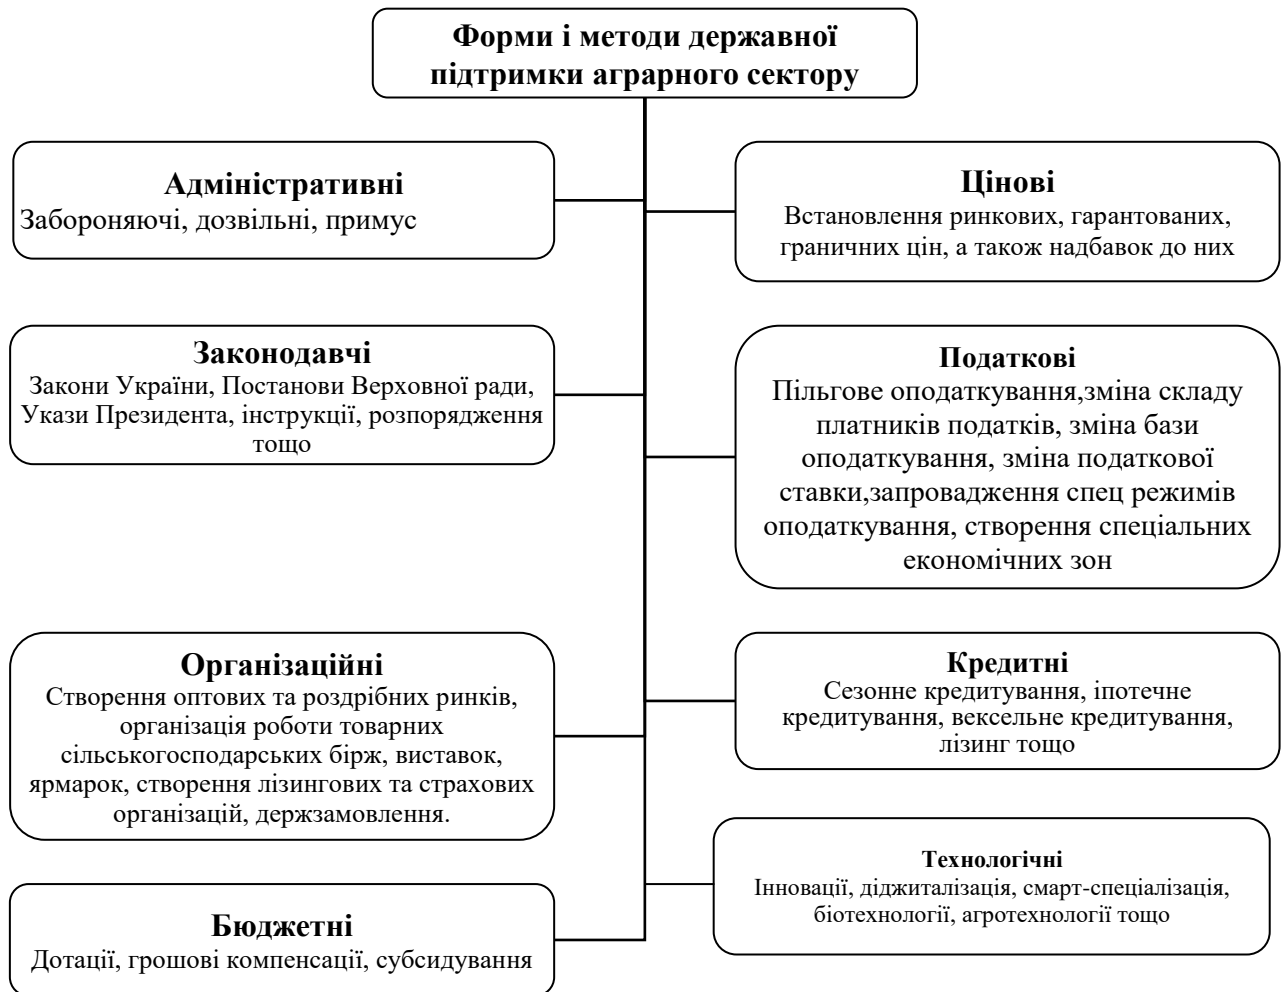 Форми і методи державної
підтримки аграрного сектору
Адміністративні
Забороняючі, дозвільні, примус
Цінові
Встановлення ринкових, гарантованих,
граничних цін, а також надбавок до них
Законодавчі
Закони України, Постанови Верховної ради,
Укази Президента, інструкції, розпорядження
тощо
Податкові
Пільгове оподаткування,зміна складу
платників податків, зміна бази
оподаткування, зміна податкової
ставки,запровадження спец режимів
оподаткування, створення спеціальних
економічних зон
Організаційні
Створення оптових та роздрібних ринків,
організація роботи товарних
сільськогосподарських бірж, виставок,
ярмарок, створення лізингових та страхових
організацій, держзамовлення.
Кредитні
Сезонне кредитування, іпотечне
кредитування, вексельне кредитування,
лізинг тощо
Технологічні
Інновації, діджиталізація, смарт-спеціалізація,
біотехнології, агротехнології тощо
Бюджетні
Дотації, грошові компенсації, субсидування